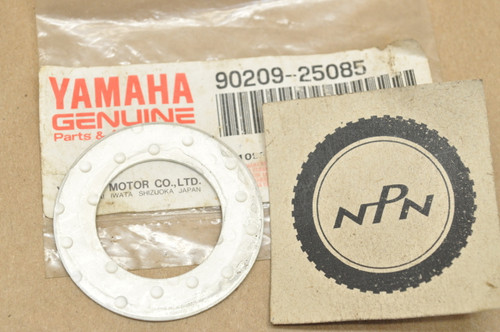 YAMAHA
GENUINE
Parts &
90209-25085
MOTOR CO., LTD.
IWATA SHIZUOKA JAPAN
NPN